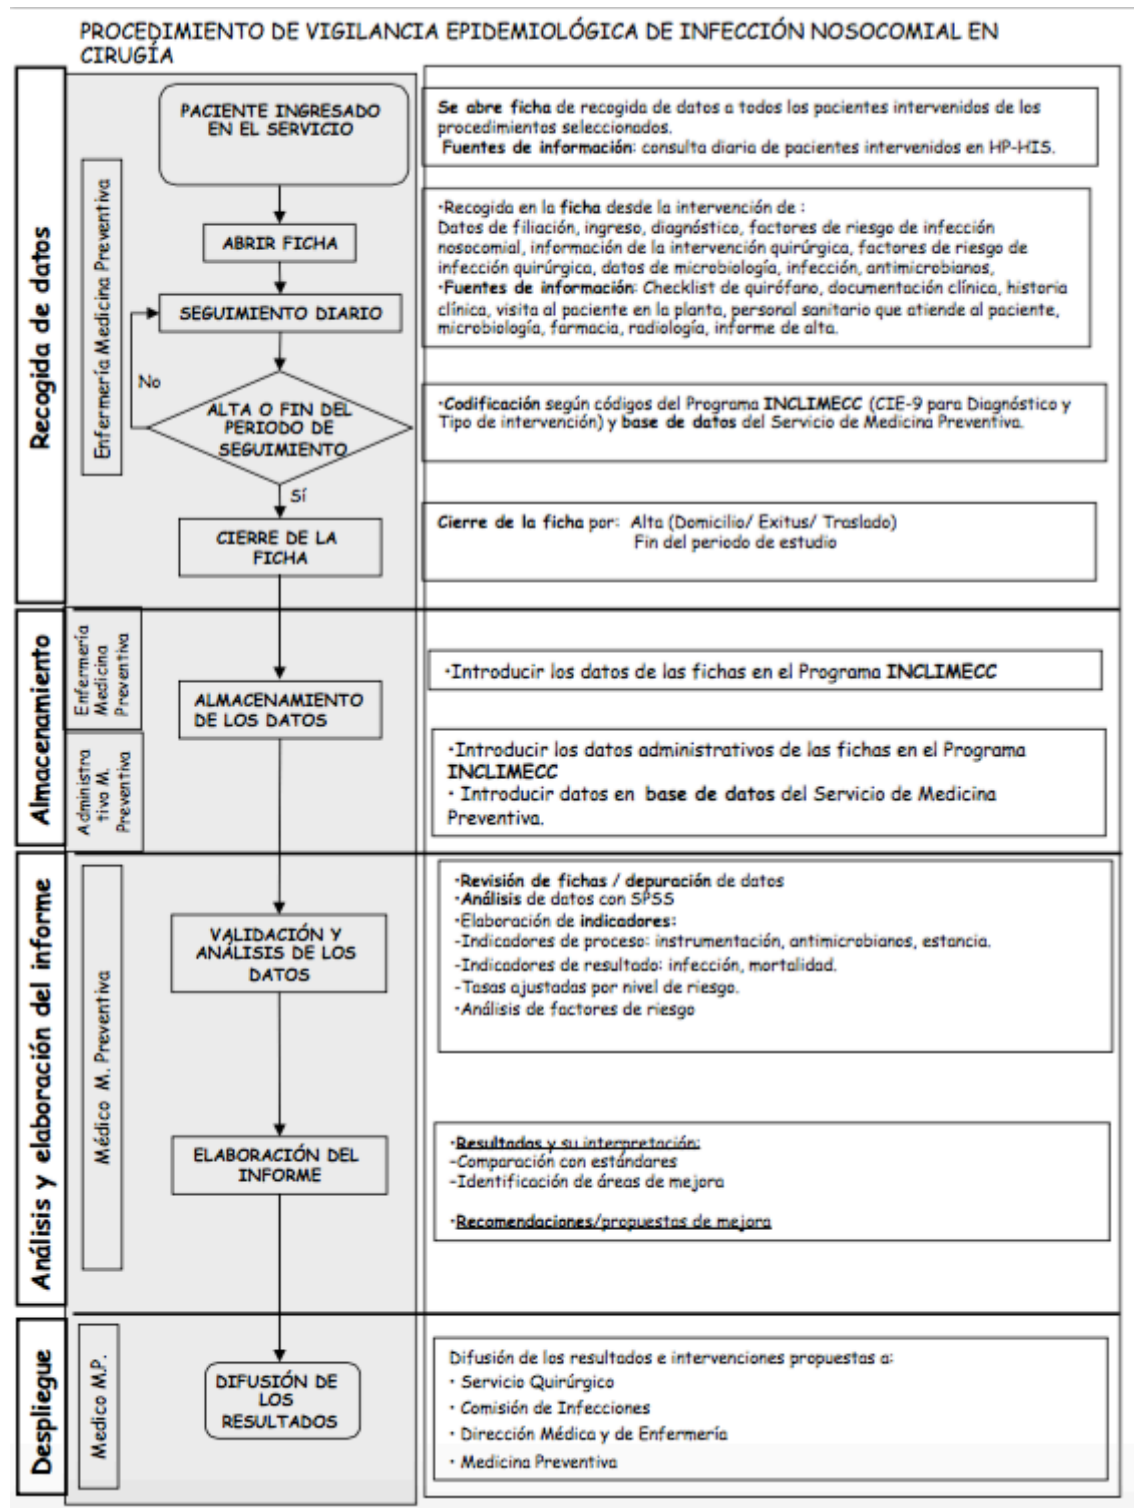 PROCEDIMIENTO DE VIGILANCIA EPIDEMIOLÓGICA DE INFECCIÓN NOSOCOMIAL EN
CIRUGÍA
Recogida de datos
Enfermería Medicina Preventiva
PACIENTE INGRESADO
EN EL SERVICIO
Se abre ficha de recogida de datos a todos los pacientes intervenidos de los
procedimientos seleccionados.
Fuentes de información: consulta diaria de pacientes intervenidos en HP-HIS.
ABRIR FICHA
•Recogida en la ficha desde la intervención de :
Datos de filiación, ingreso, diagnóstico, factores de riesgo de infección
nosocomial, información de la intervención quirúrgica, factores de riesgo de
infección quirúrgica, datos de microbiología, infección, antimicrobianos,
•Fuentes de información: Checklist de quirófano, documentación clínica, historia
clínica, visita al paciente en la planta, personal sanitario que atiende al paciente,
microbiología, farmacia, radiología, informe de alta.
SEGUIMIENTO DIARIO
No
ALTA O FIN DEL
PERIODO DE
SEGUIMIENTO
Sí
•Codificación según códigos del Programa INCLIMECC (CIE-9 para Diagnóstico y
Tipo de intervención) y base de datos del Servicio de Medicina Preventiva.
CIERRE DE LA
FICHA
Cierre de la ficha por: Alta (Domicilio/ Exitus/ Traslado)
Fin del periodo de estudio
Almacenamiento
Enfermería
Medicina
Preventiva
Administra
tiva M.
Preventiva
ALMACENAMIENTO
DE LOS DATOS
•Introducir los datos de las fichas en el Programa INCLIMECC
•Introducir los datos administrativos de las fichas en el Programa
INCLIMECC
• Introducir datos en base de datos del Servicio de Medicina
Preventiva.
Análisis y elaboración del informe
Médico M. Preventiva
VALIDACIÓN Y
ANÁLISIS DE LOS
DATOS
•Revisión de fichas / depuración de datos
•Análisis de datos con SPSS
•Elaboración de indicadores:
-Indicadores de proceso: instrumentación, antimicrobianos, estancia.
-Indicadores de resultado: infección, mortalidad.
-Tasas ajustadas por nivel de riesgo.
•Análisis de factores de riesgo
ELABORACIÓN DEL
INFORME
•Resultados y su interpretación:
-Comparación con estándares
-Identificación de áreas de mejora
•Recomendaciones/propuestas de mejora
Despliegue
Medico M.P.
DIFUSIÓN DE
LOS
RESULTADOS
Difusión de los resultados e intervenciones propuestas a:
• Servicio Quirúrgico
• Comisión de Infecciones
• Dirección Médica y de Enfermería
• Medicina Preventiva